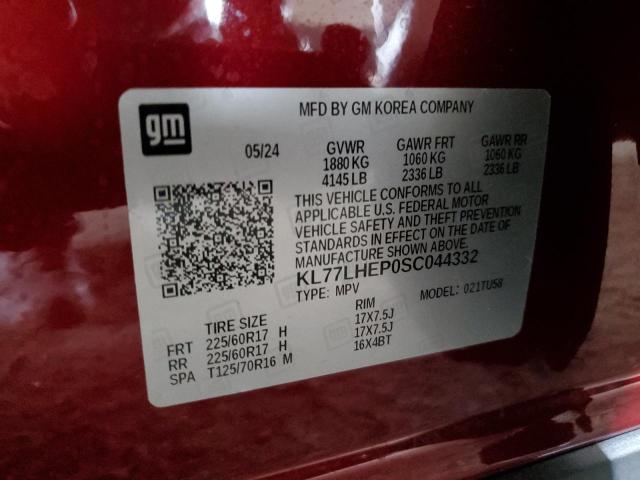 MFD BY GM KOREA COMPANY
gm
05/24
GVWR GAWR FRT GAWR RR
1880 KG 1060 KG 1060 KG
4145 LB 2336 LB 2336 LB
THIS VEHICLE CONFORMS TO ALL
APPLICABLE U.S. FEDERAL MOTOR
VEHICLE SAFETY AND THEFT PREVENTION
STANDARDS IN EFFECT ON THE DATE OF
MANUFACTURE SHOWN ABOVE.
KL77LHEP0SC044332
TYPE: MPV MODEL: 021TU58
TIRE SIZE RIM
FRT 225/60R17 H 17X7.5J
RR 225/60R17 H 17X7.5J
SPA T125/70R16 M 16X4BT